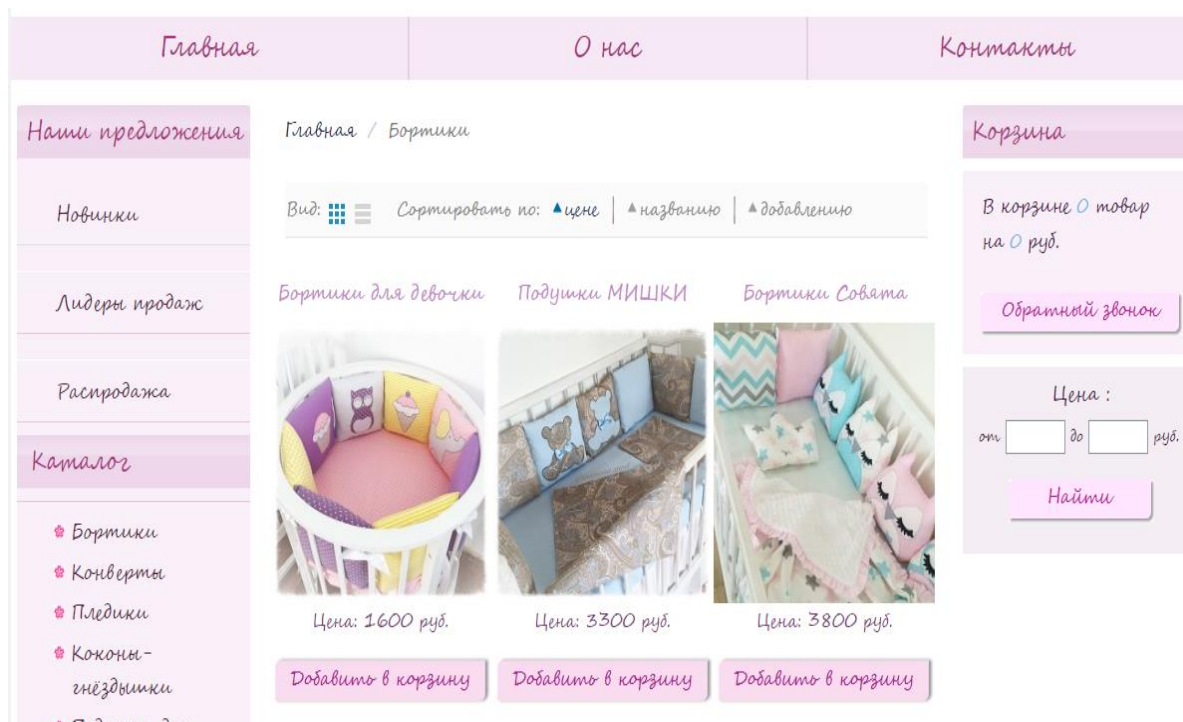 Главная О нас Контакты
Наши предложения
Новинки
Лидеры продаж
Распродажа
Каталог
Бортики
Конверты
Пледики
Коконы-
гнёздышки
Главная / Бортики
Вид: Сортировать по: цене названию добавлению
Бортики для девочки Подушки МИШКИ Бортики Совята
Цена: 1600 руб. Цена: 3300 руб. Цена: 3800 руб.
Добавить в корзину Добавить в корзину Добавить в корзину
Корзина
В корзине 0 товар
на 0 руб.
Обратный звонок
Цена :
от до руб.
Найти